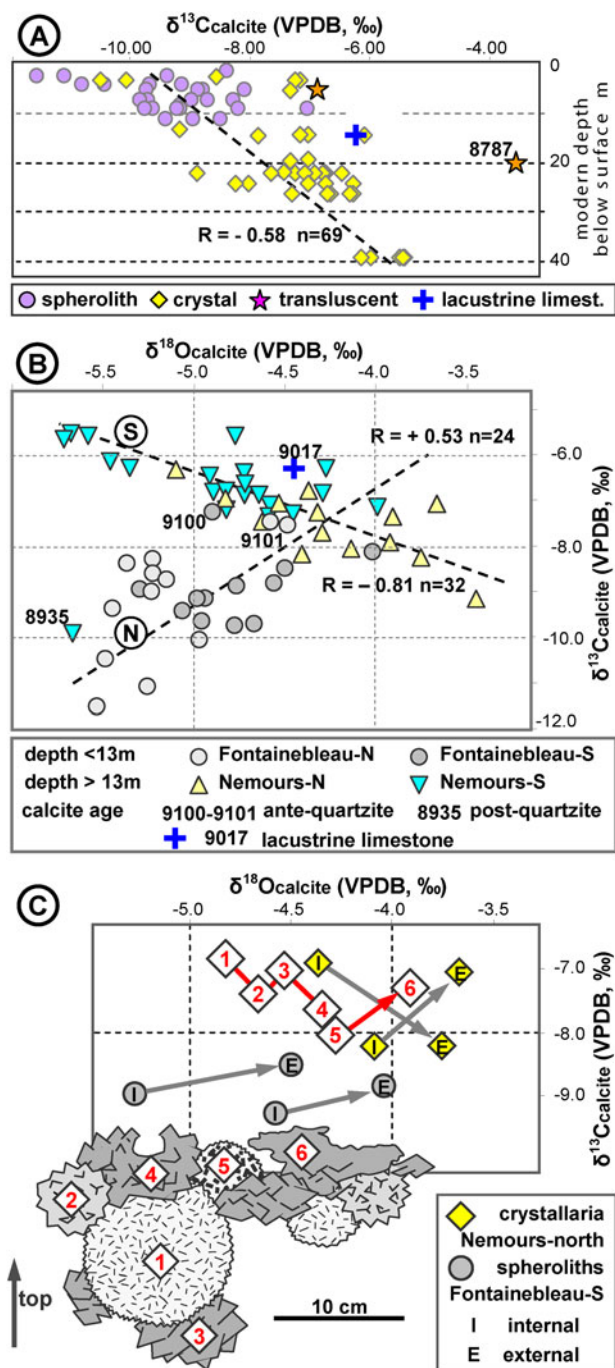 A
δ13Ccalcite (VPDB, ‰)
-10.00 -8.00 -6.00 -4.00
0
20
40
modern depth
below surface m
8787
R = - 0.58 n=69
spherolith crystal transluscent lacustrine limest.
B
δ18Ocalcite (VPDB, ‰)
-5.5 -5.0 -4.5 -4.0 -3.5
S
R = + 0.53 n=24
-6.0
9017
9100
9101
-8.0
R = – 0.81 n=32
8935
N
-10.0
-12.0
δ13Ccalcite (VPDB, ‰)
depth <13m Fontainebleau-N Fontainebleau-S
depth > 13m Nemours-N Nemours-S
calcite age 9100-9101 ante-quartzite 8935 post-quartzite
9017 lacustrine limestone
C
δ18Ocalcite (VPDB, ‰)
-5.0 -4.5 -4.0 -3.5
1 2 3 4 5 6
I E
I E
-7.0
-8.0
-9.0
δ13Ccalcite (VPDB, ‰)
I E
I E
6
5
4
2
1
3
top
10 cm
crystallaria
Nemours-north
spheroliths
Fontainebleau-S
I internal
E external